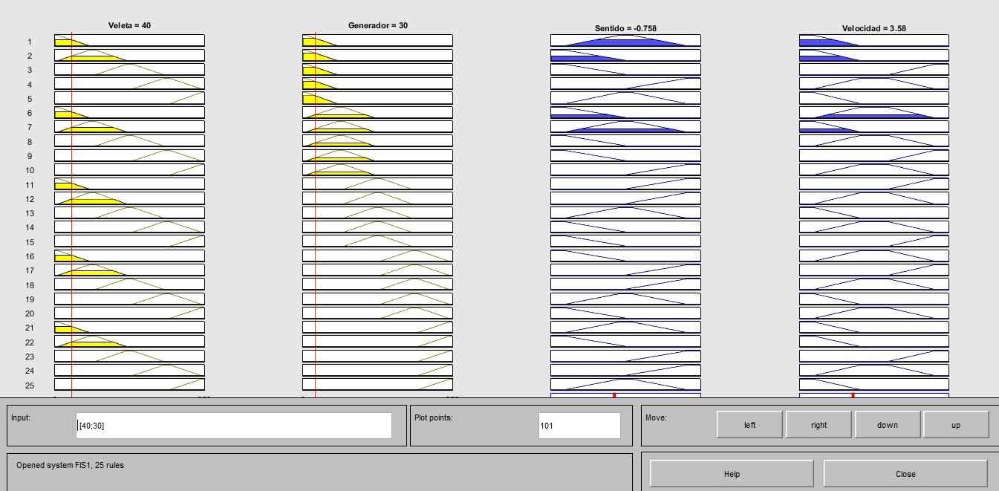 Veleta = 40
Generador = 30
Sentido = -0.758
Velocidad = 3.58
1
2
3
4
5
6
7
8
9
10
11
12
13
14
15
16
17
18
19
20
21
22
23
24
25
Input:
[40;30]
Plot points:
101
Move:
left
right
down
up
Opened system FIS1, 25 rules
Help
Close